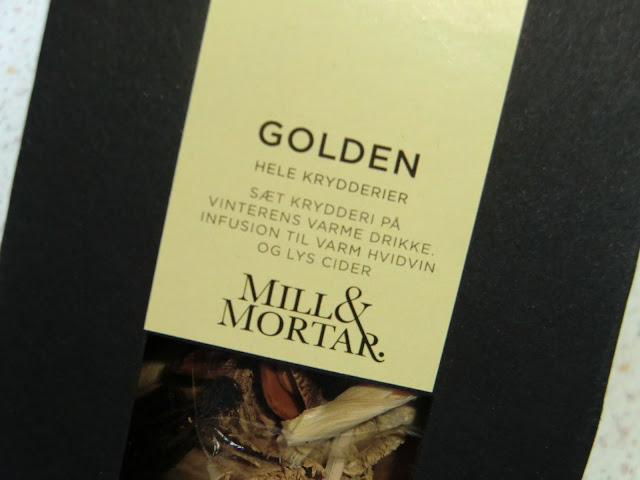 GOLDEN
HELE KRYDDERIER
SÆT KRYDDERI PÅ
VINTERENS VARME DRIKKE.
INFUSION TIL VARM HVIDVIN
OG LYS CIDER
MILL&
MORTAR.